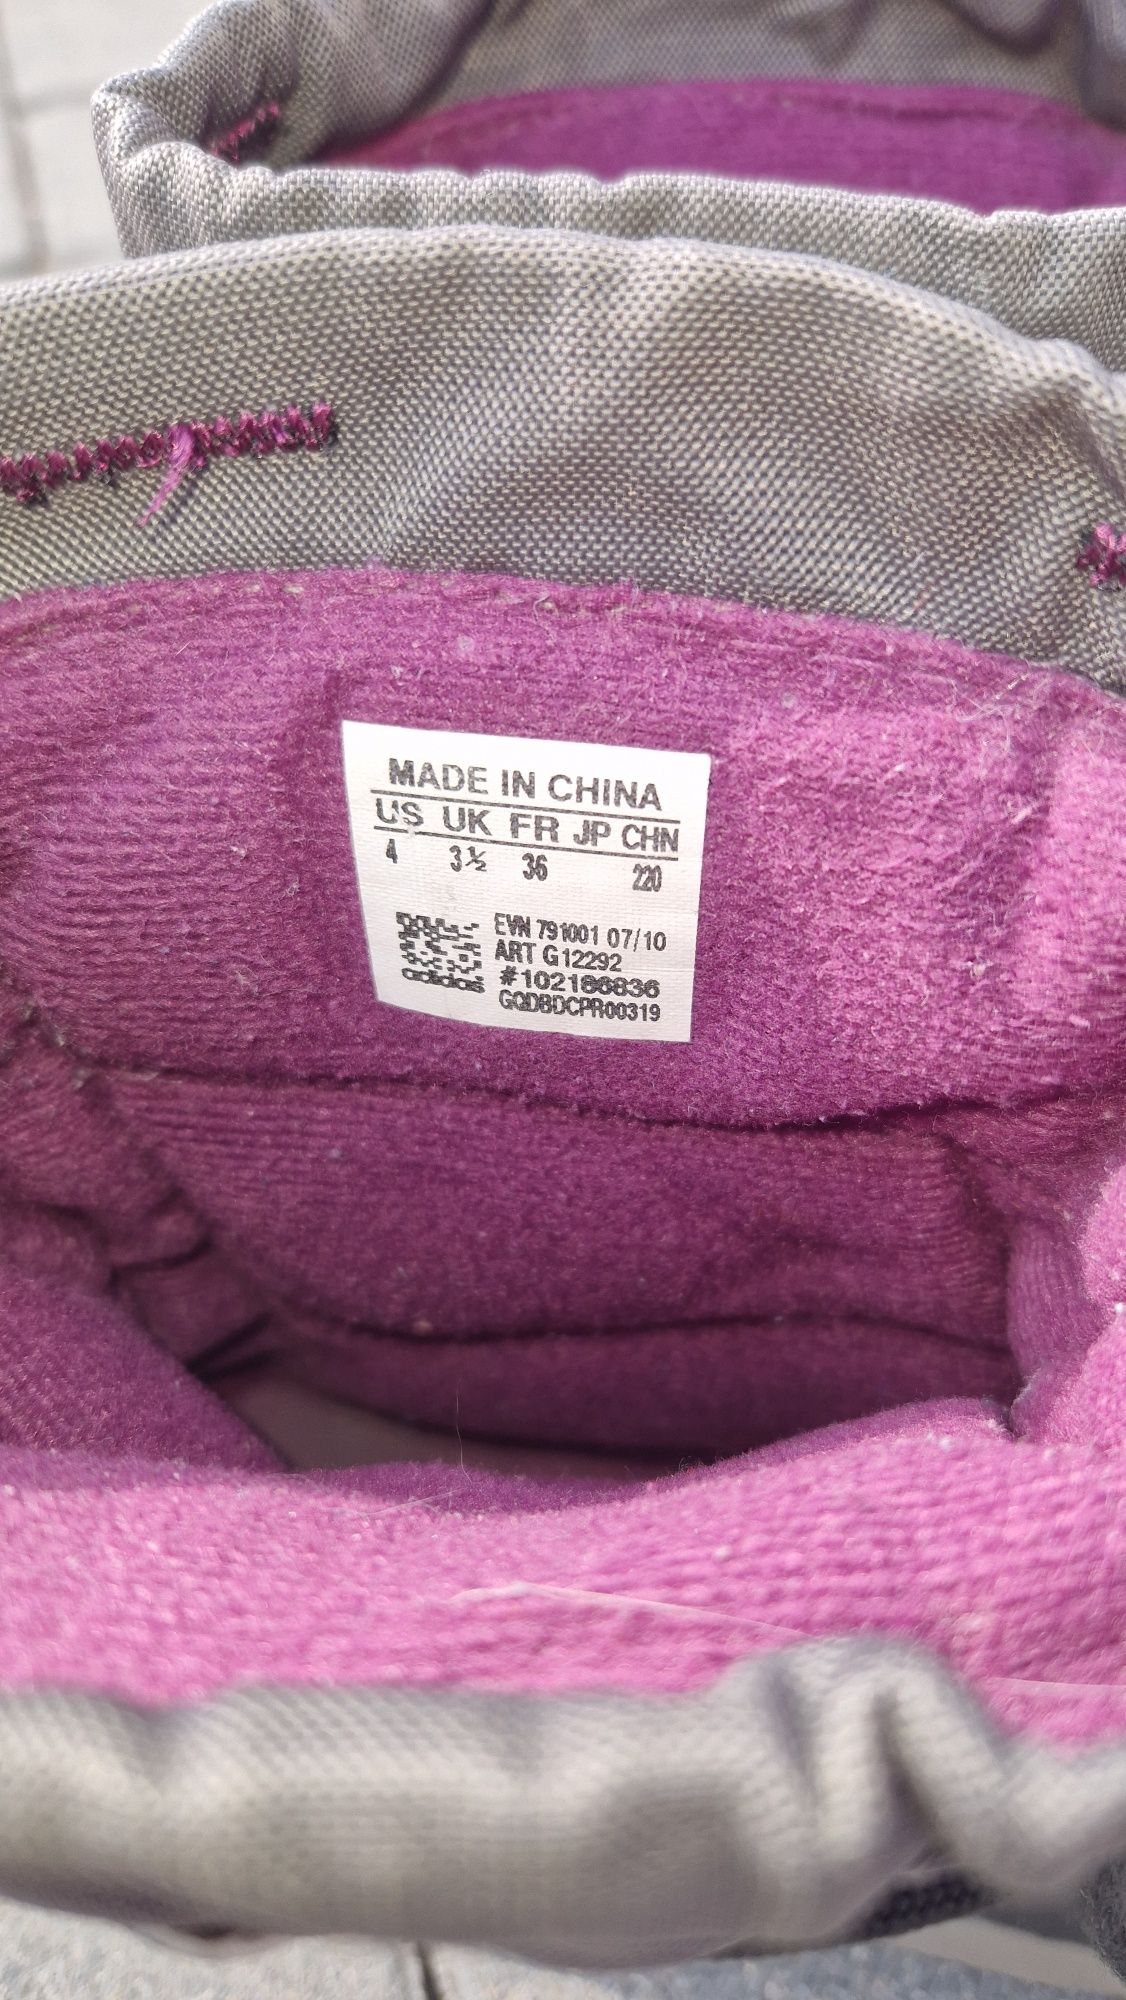 MADE IN CHINA
US UK FR JP CHN
4 3½ 36 220
EVN 791001 07/10
ART G12292
adidas #102186836
GQDBDCPR00319